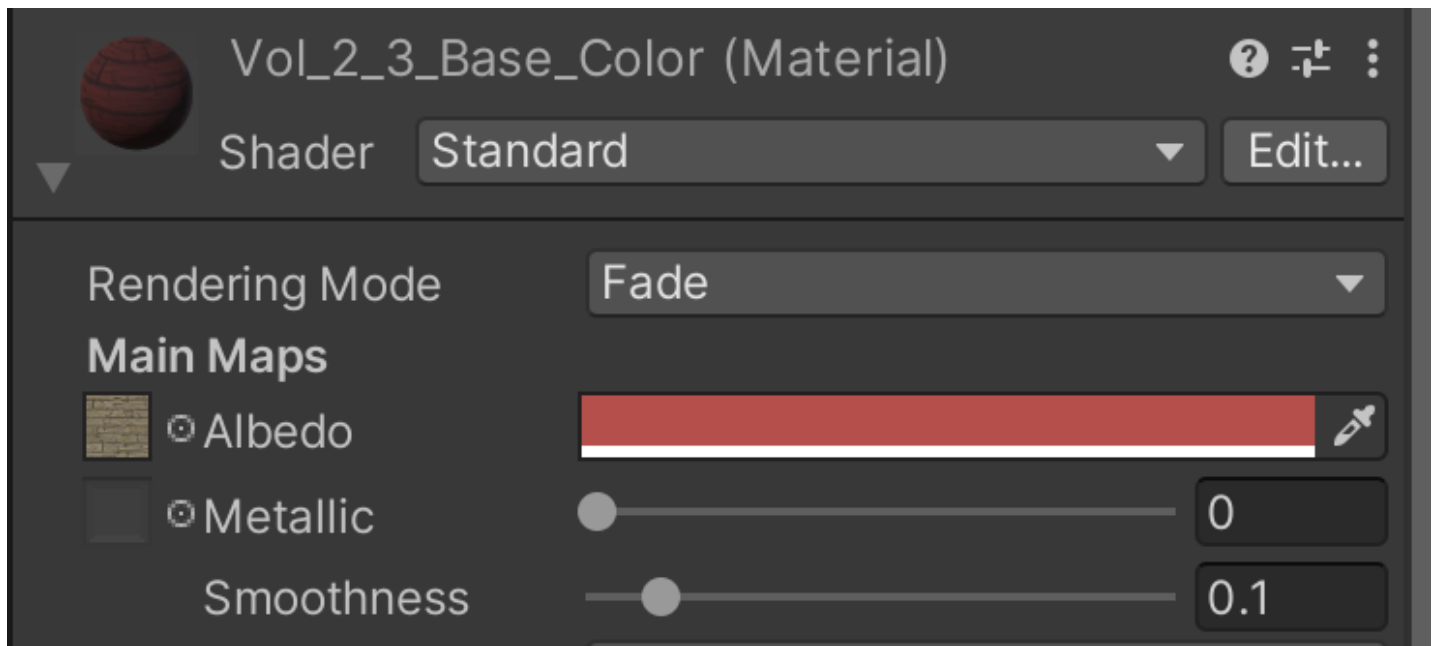 Vol_2_3_Base_Color (Material)
Shader Standard Edit...
Rendering Mode Fade
Main Maps
Albedo
Metallic 0
Smoothness 0.1